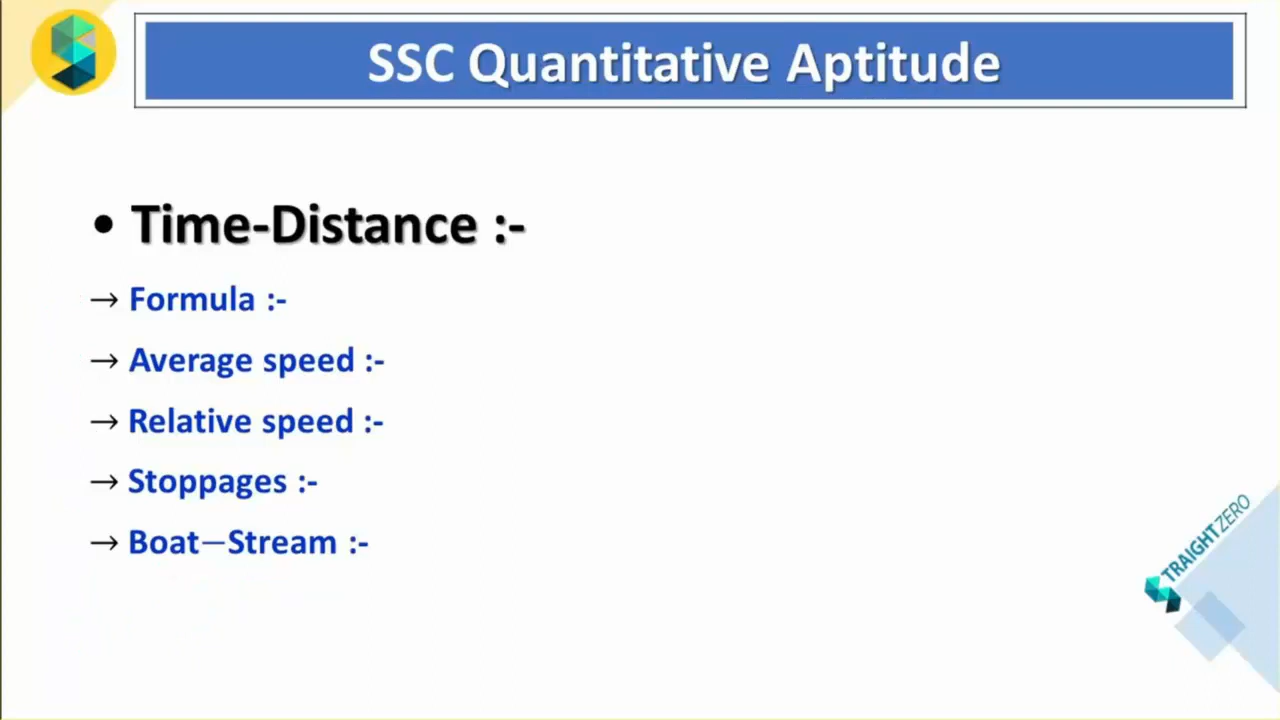 SSC Quantitative Aptitude
• Time-Distance :-
→ Formula :-
→ Average speed :-
→ Relative speed :-
→ Stoppages :-
→ Boat–Stream :-
TRAIGHTZERO